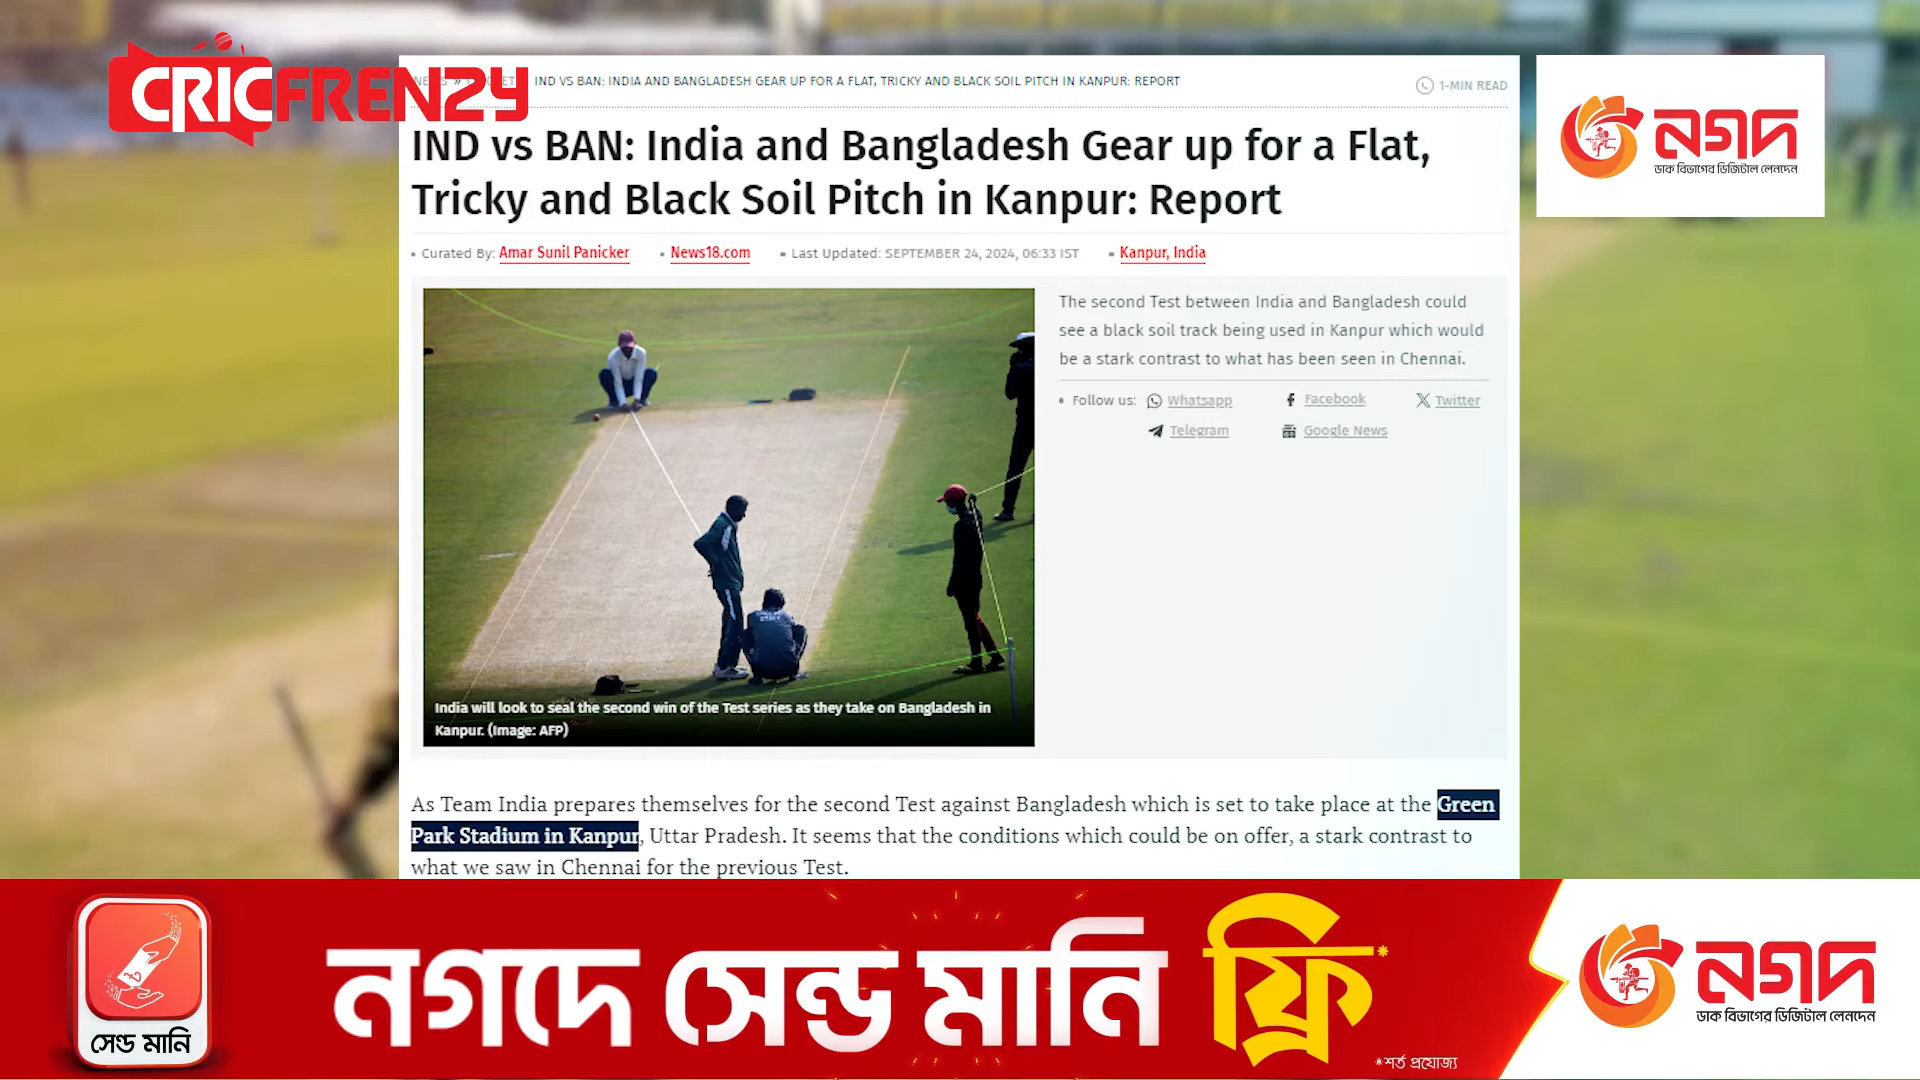 CRICFRENZY
IND VS BAN: INDIA AND BANGLADESH GEAR UP FOR A FLAT, TRICKY AND BLACK SOIL PITCH IN KANPUR: REPORT
1-MIN READ
IND vs BAN: India and Bangladesh Gear up for a Flat,
Tricky and Black Soil Pitch in Kanpur: Report
Curated By: Amar Sunil Panicker
News18.com
Last Updated: SEPTEMBER 24, 2024, 06:33 IST
Kanpur, India
The second Test between India and Bangladesh could
see a black soil track being used in Kanpur which would
be a stark contrast to what has been seen in Chennai.
Follow us: Whatsapp Facebook Twitter
Telegram Google News
India will look to seal the second win of the Test series as they take on Bangladesh in
Kanpur. (Image: AFP)
As Team India prepares themselves for the second Test against Bangladesh which is set to take place at the Green
Park Stadium in Kanpur, Uttar Pradesh. It seems that the conditions which could be on offer, a stark contrast to
what we saw in Chennai for the previous Test.
নগদ
ডাক বিভাগের ডিজিটাল লেনদেন
সেন্ড মানি
নগদে সেন্ড মানি ফ্রি*
*শর্ত প্রযোজ্য
নগদ
ডাক বিভাগের ডিজিটাল লেনদেন